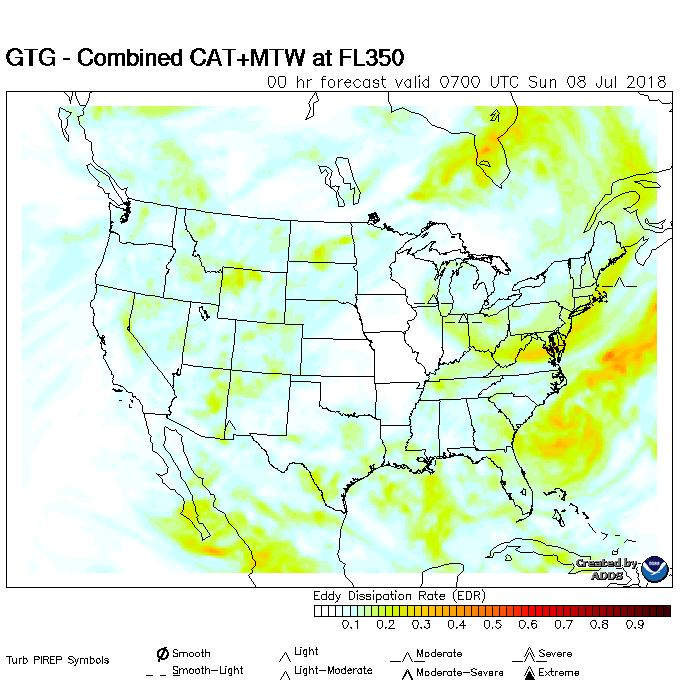 GTG - Combined CAT+MTW at FL350
00 hr forecast valid 0700 UTC Sun 08 Jul 2018
Created by
ADDS
Eddy Dissipation Rate (EDR)
0.1 0.2 0.3 0.4 0.5 0.6 0.7 0.8 0.9
Turb PIREP Symbols
Smooth Light Moderate Severe
Smooth-Light Light-Moderate Moderate-Severe Extreme